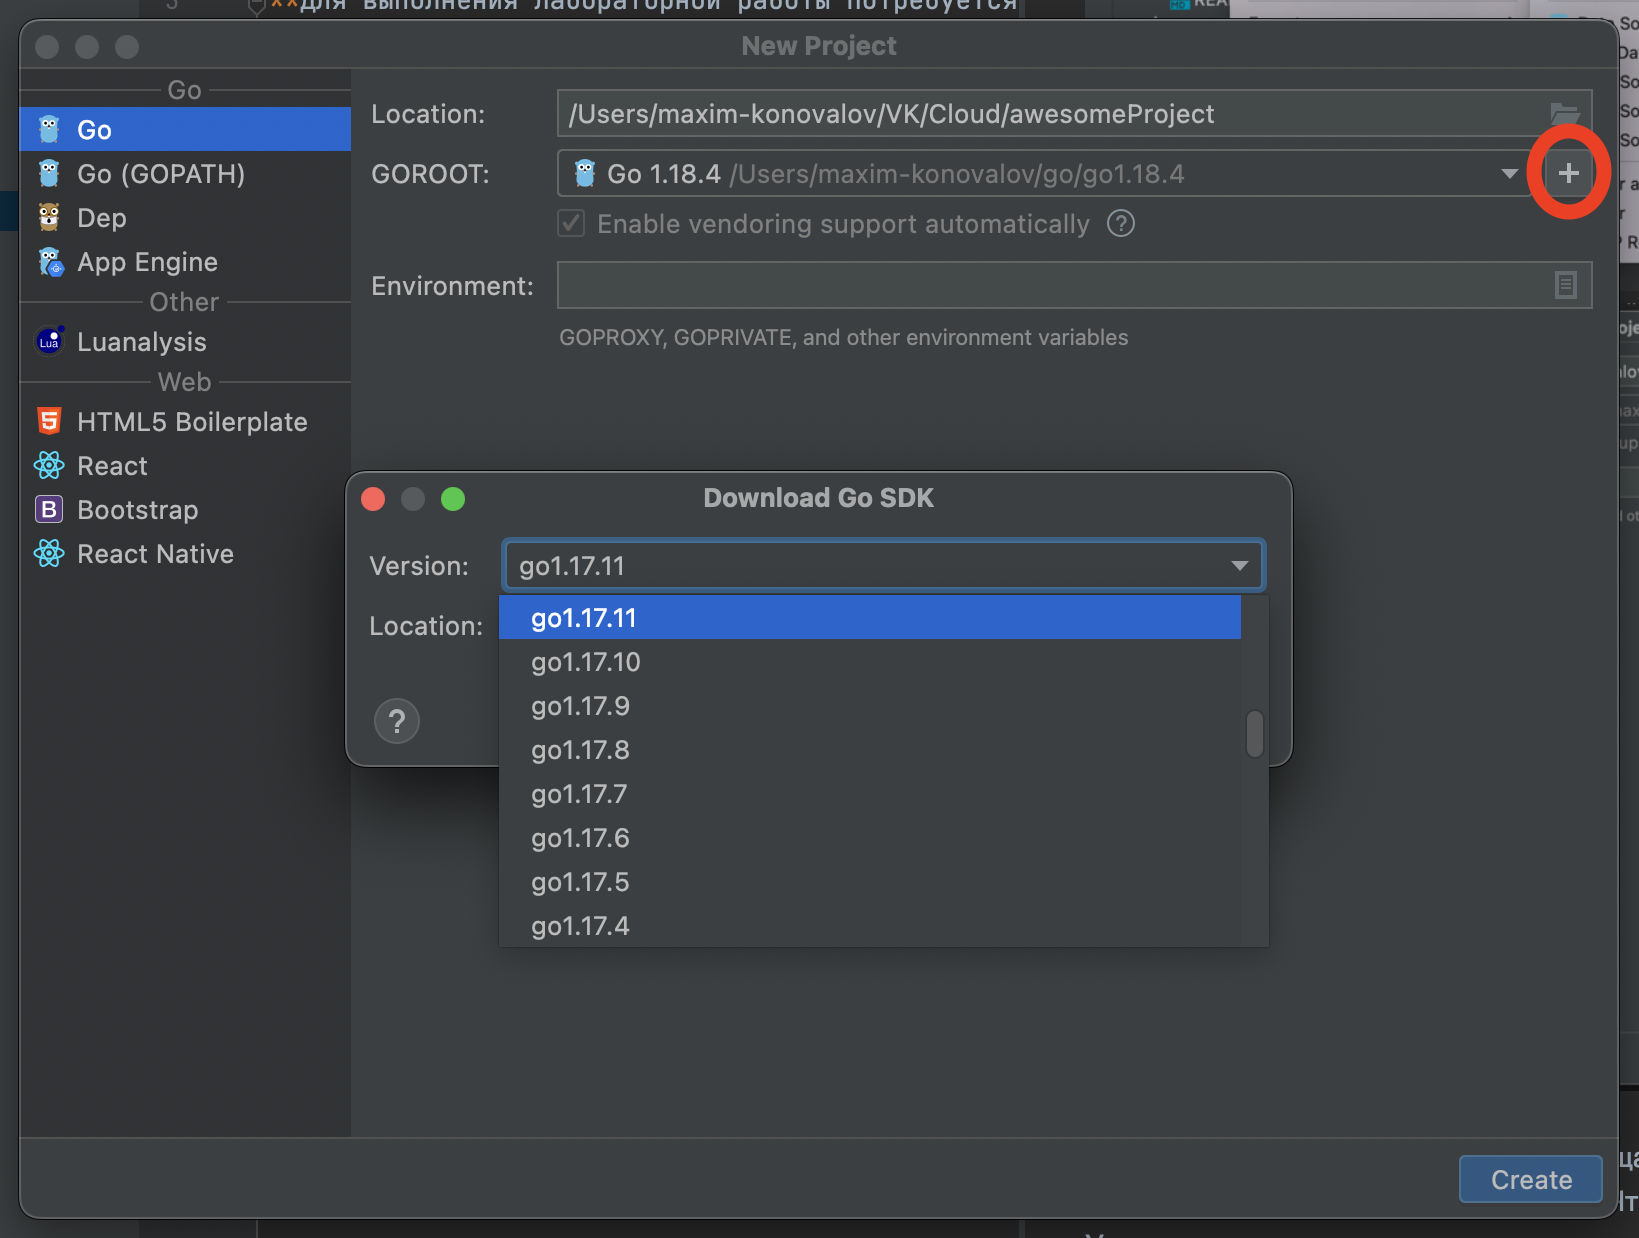 5 **Для выполнения лабораторной работы потребуется
New Project
Go
Go
Go (GOPATH)
Dep
App Engine
Other
Luanalysis
Web
HTML5 Boilerplate
React
Bootstrap
React Native
Location: /Users/maxim-konovalov/VK/Cloud/awesomeProject
GOROOT: Go 1.18.4 /Users/maxim-konovalov/go/go1.18.4
Enable vendoring support automatically
Environment:
GOPROXY, GOPRIVATE, and other environment variables
Download Go SDK
Version: go1.17.11
Location:
go1.17.11
go1.17.10
go1.17.9
go1.17.8
go1.17.7
go1.17.6
go1.17.5
go1.17.4
Create